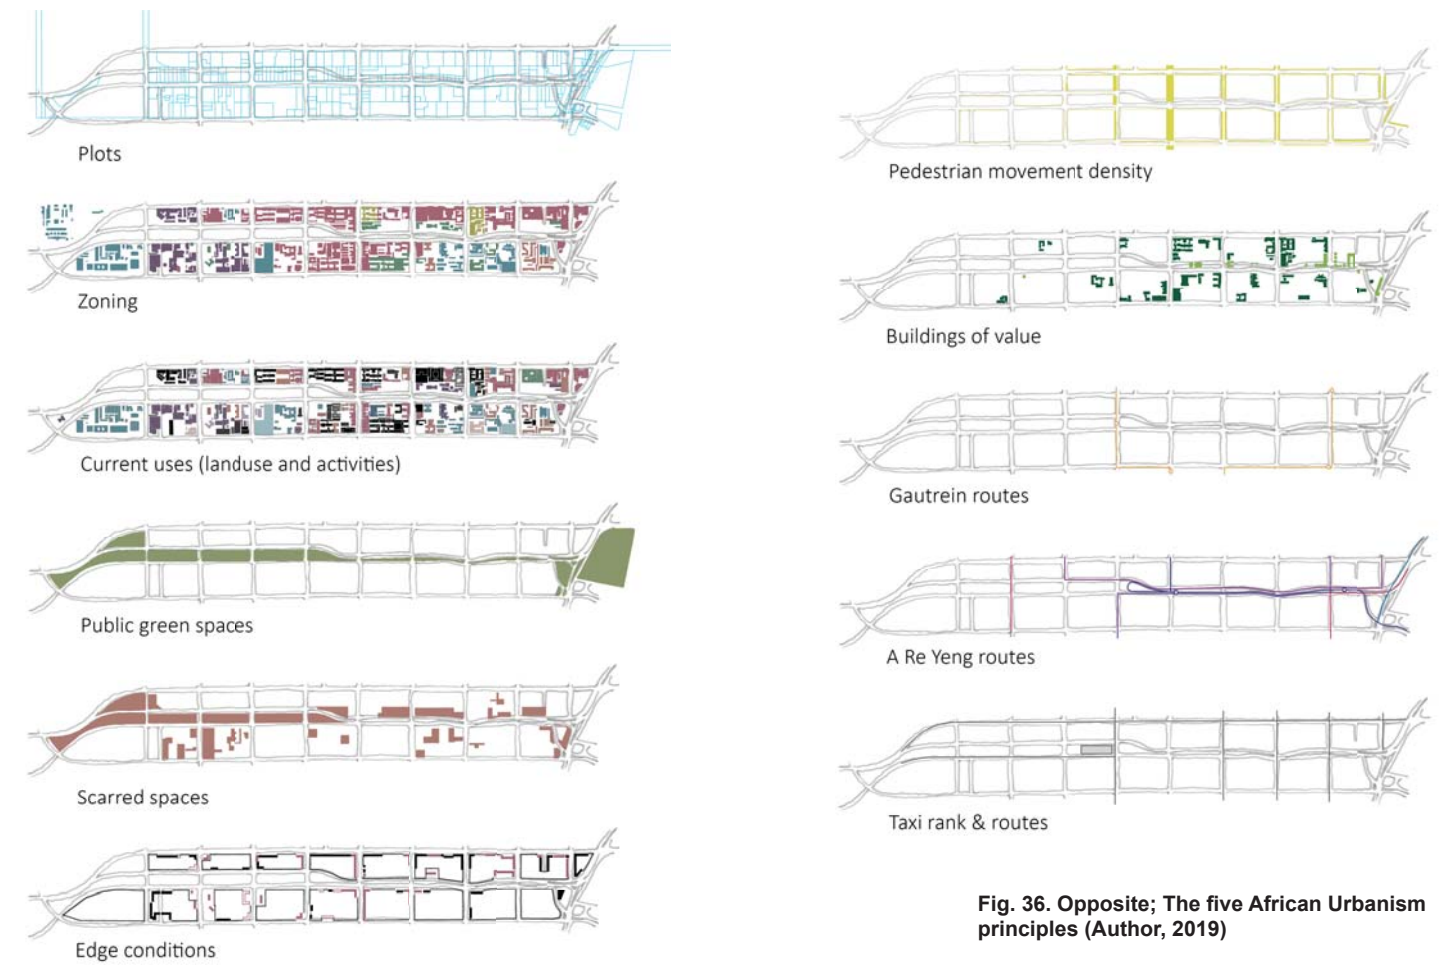 Plots
Zoning
Current uses (landuse and activities)
Public green spaces
Scarred spaces
Edge conditions
Pedestrian movement density
Buildings of value
Gautrein routes
A Re Yeng routes
Taxi rank & routes
Fig. 36. Opposite; The five African Urbanism
principles (Author, 2019)